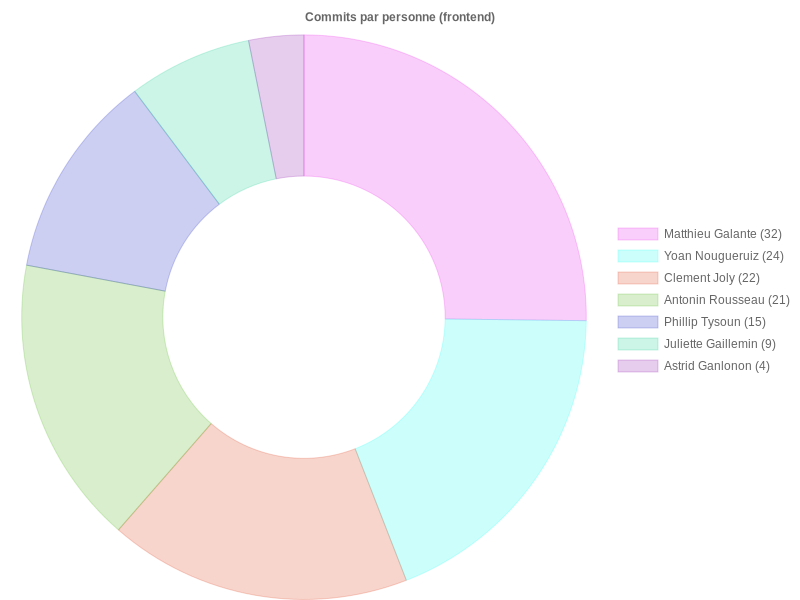 Commits par personne (frontend)
Matthieu Galante (32)
Yoan Nougueruiz (24)
Clement Joly (22)
Antonin Rousseau (21)
Phillip Tysoun (15)
Juliette Gaillemin (9)
Astrid Ganlonon (4)